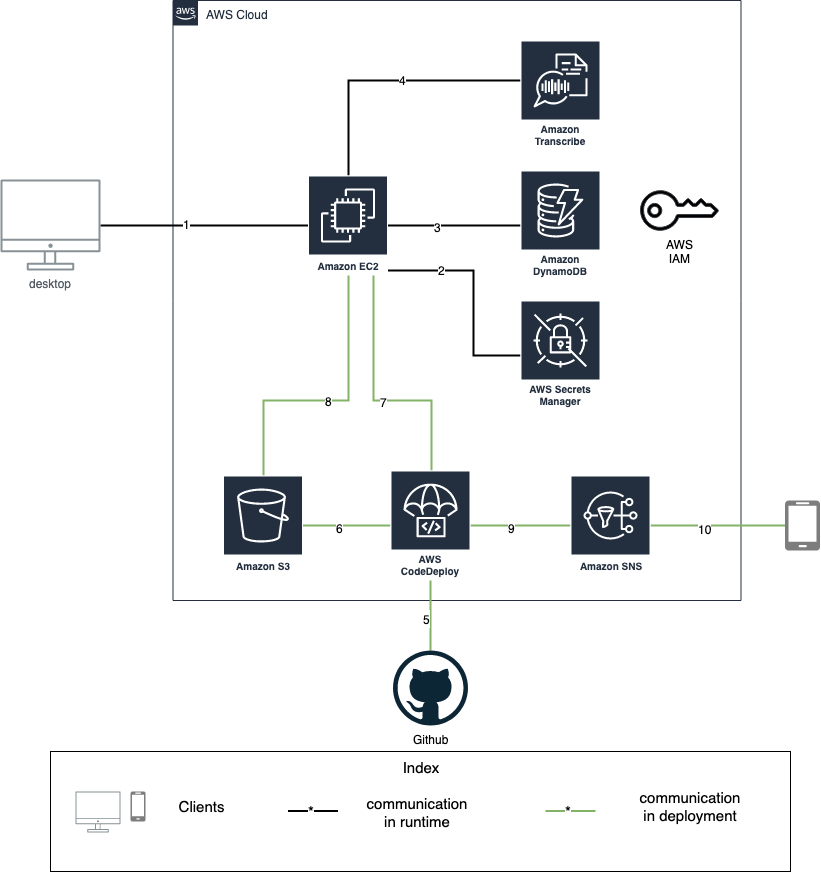 aws
AWS Cloud
4
Amazon
Transcribe
1
3
Amazon EC2
Amazon
DynamoDB
AWS
IAM
desktop
2
AWS Secrets
Manager
8
7
6
9
10
Amazon S3
AWS
CodeDeploy
Amazon SNS
5
Github
Index
Clients
*
communication
in runtime
*
communication
in deployment